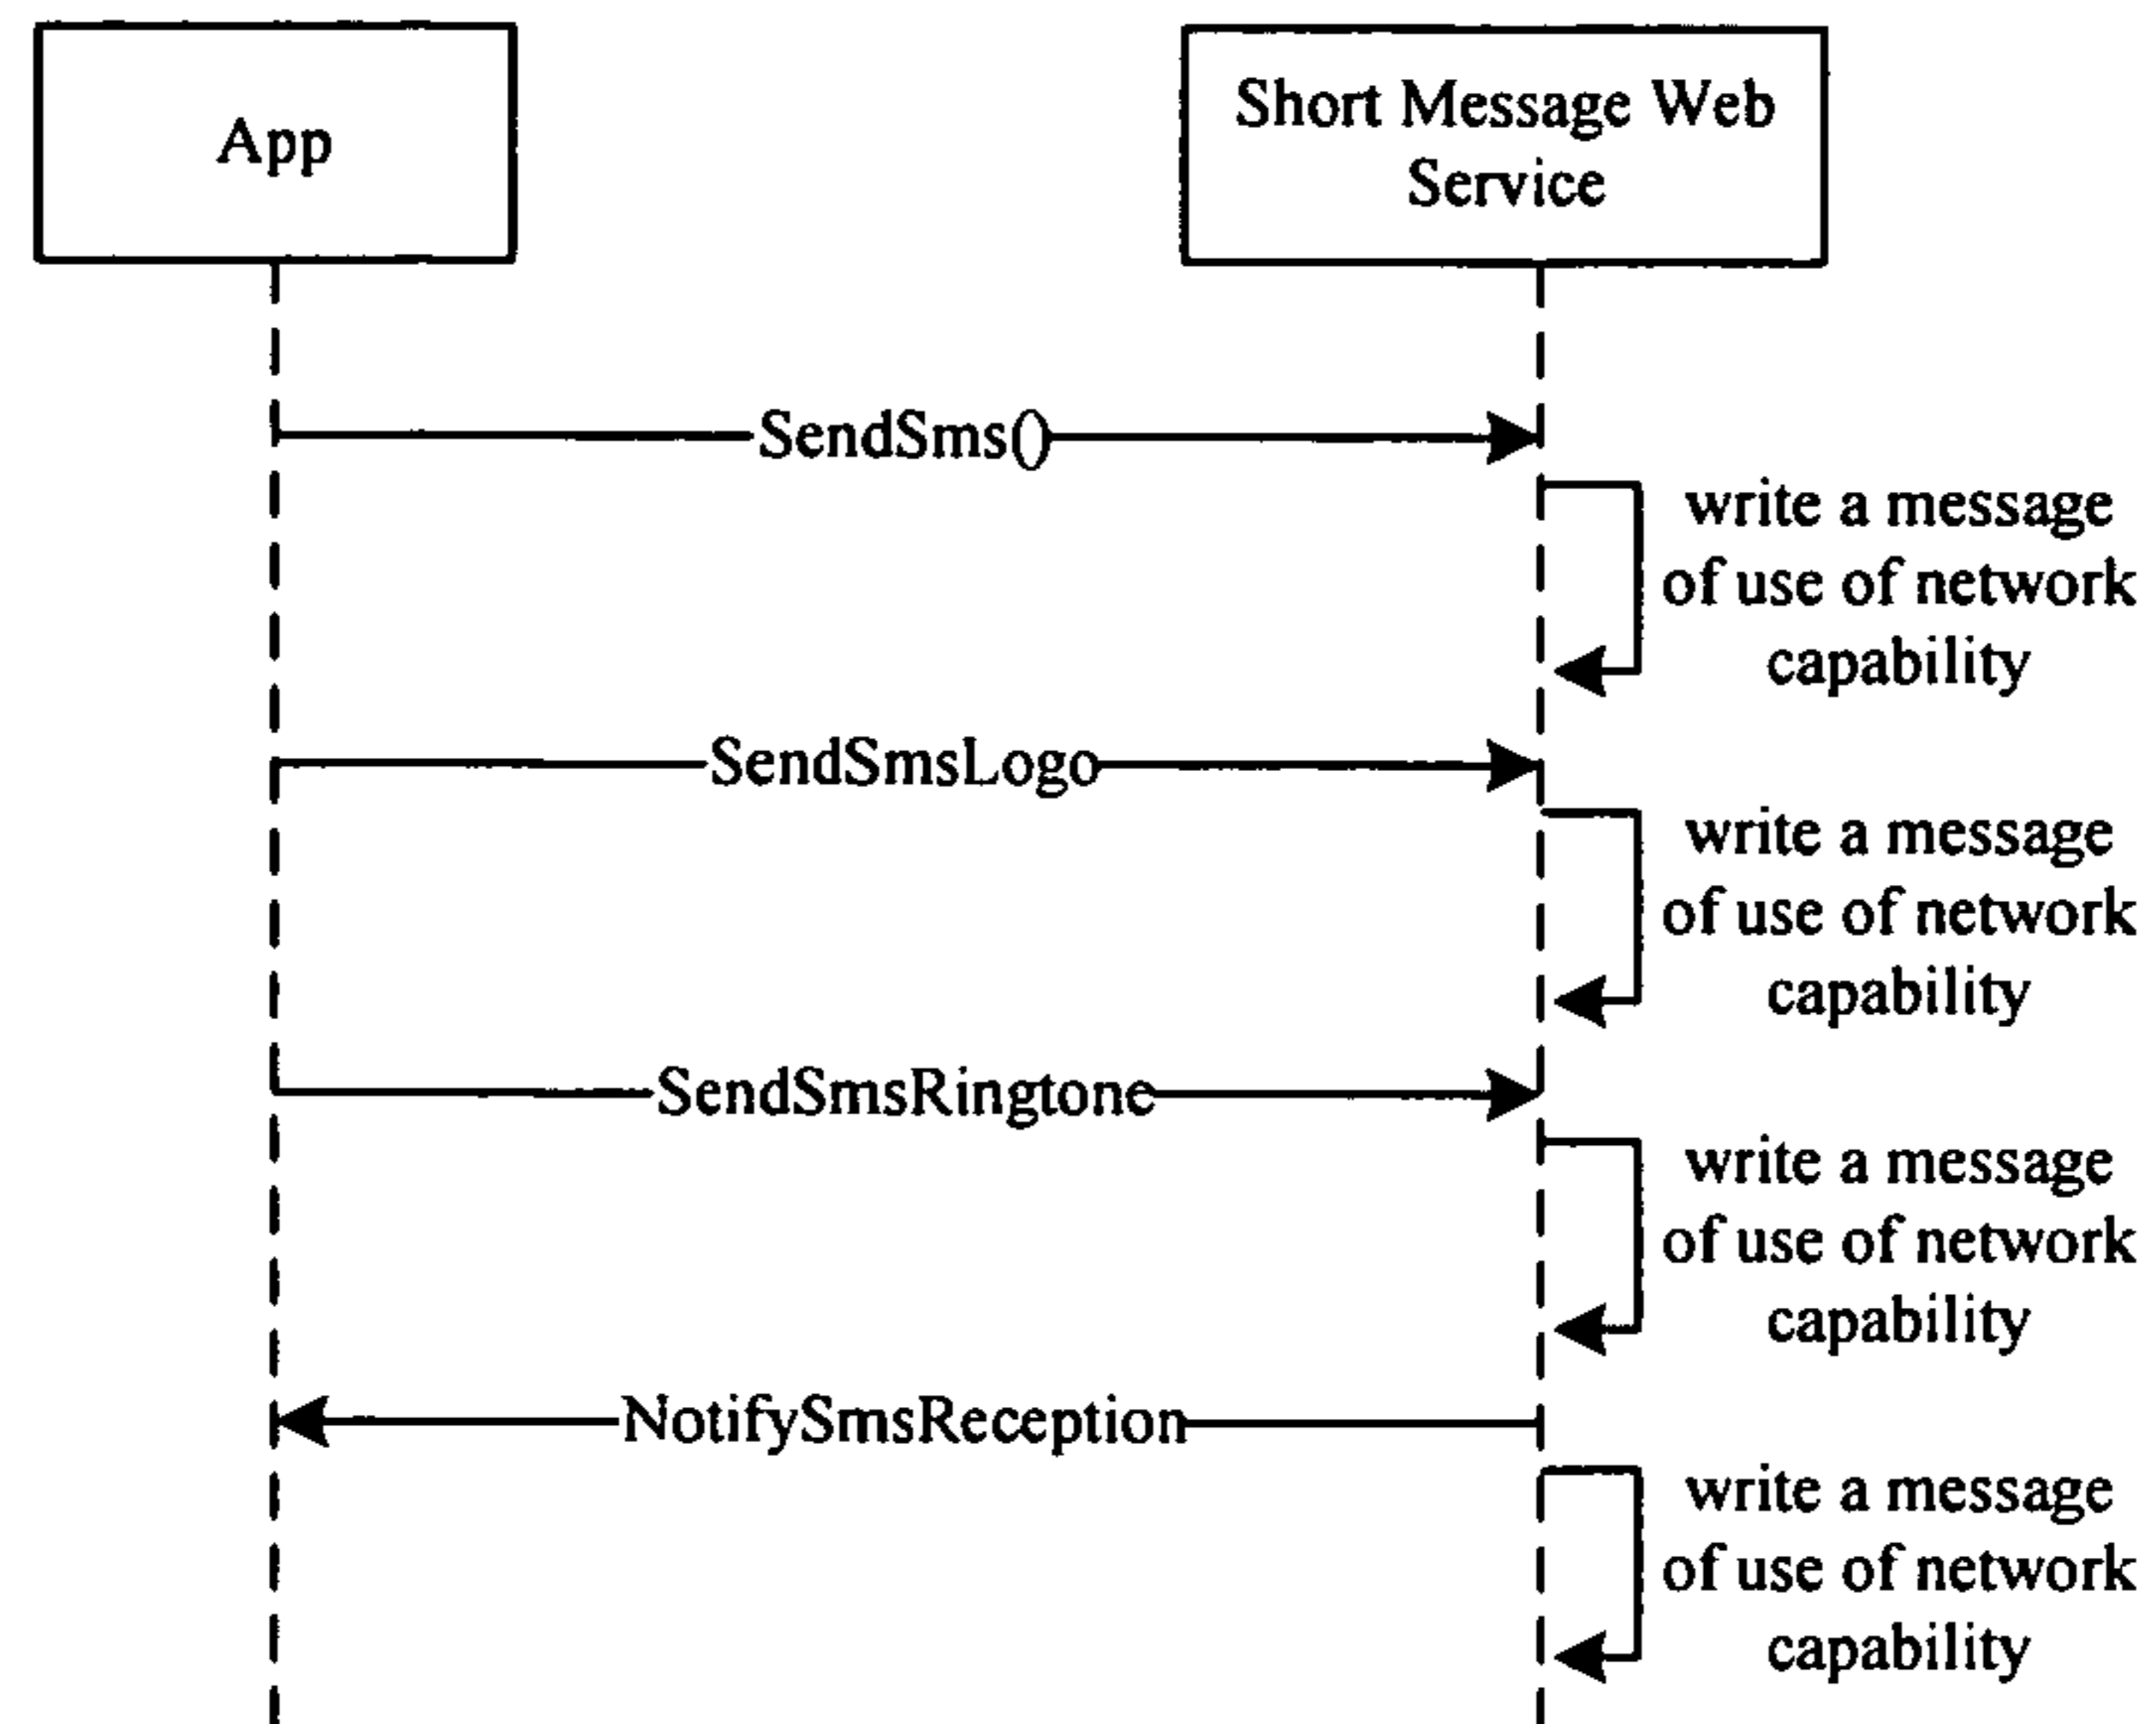 App
Short Message Web
Service
SendSms()
write a message
of use of network
capability
SendSmsLogo
write a message
of use of network
capability
SendSmsRingtone
write a message
of use of network
capability
NotifySmsReception
write a message
of use of network
capability